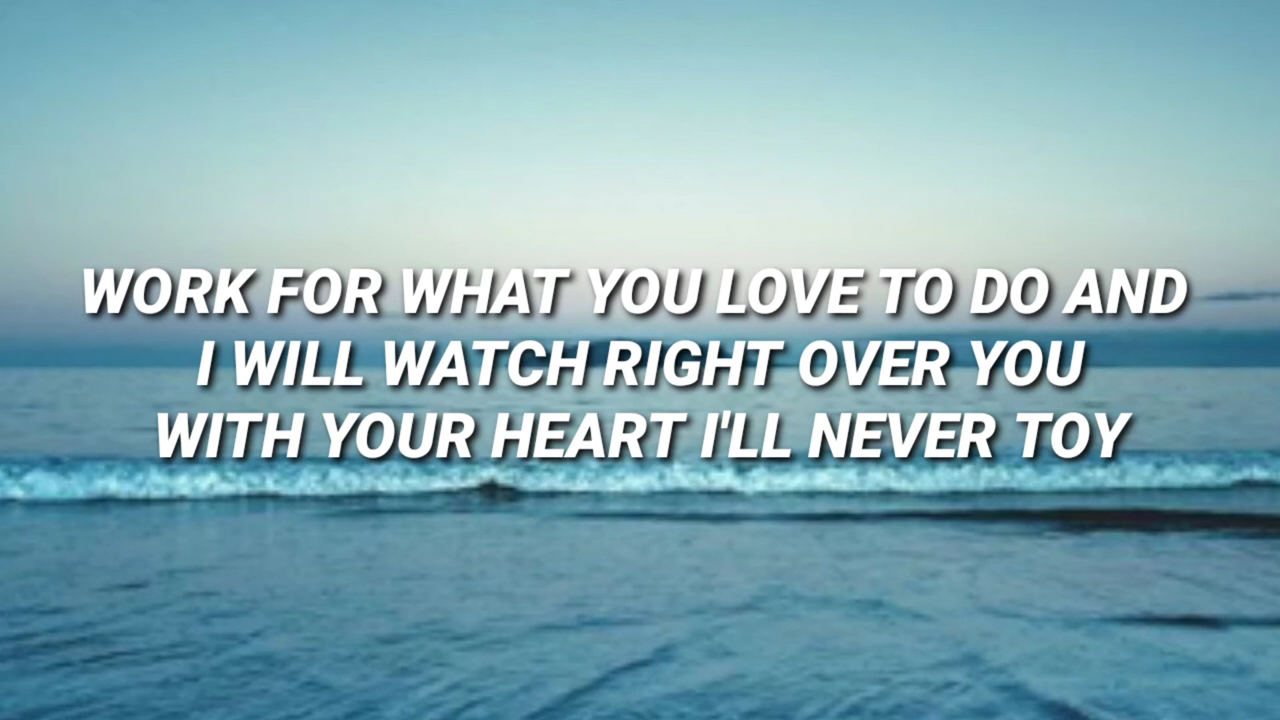 WORK FOR WHAT YOU LOVE TO DO AND
I WILL WATCH RIGHT OVER YOU
WITH YOUR HEART I'LL NEVER TOY